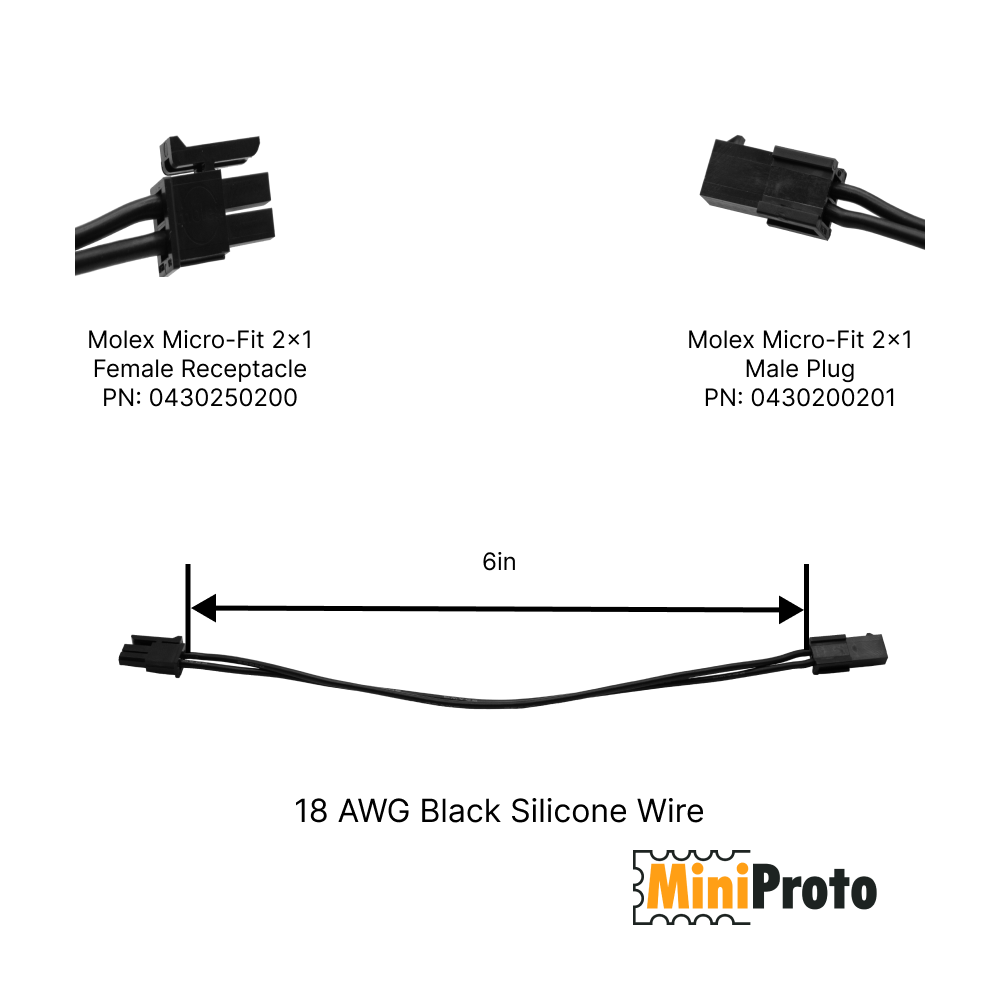 Molex Micro-Fit 2×1
Female Receptacle
PN: 0430250200
Molex Micro-Fit 2×1
Male Plug
PN: 0430200201
6in
18 AWG Black Silicone Wire
MiniProto